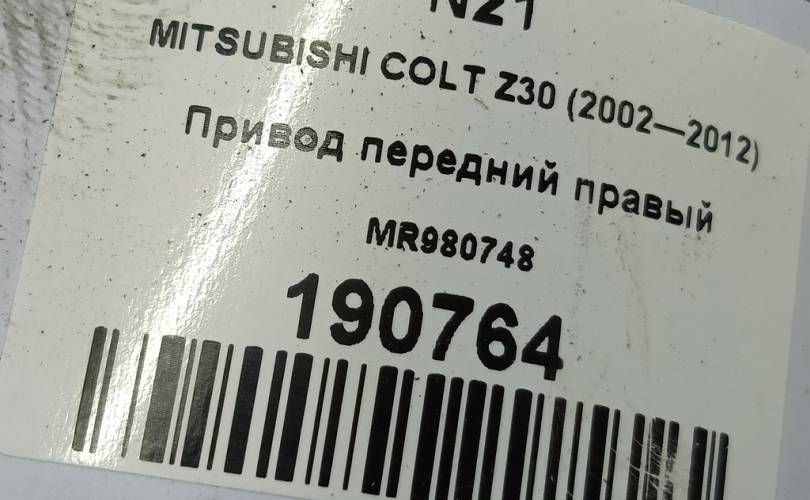 N21
MITSUBISHI COLT Z30 (2002—2012)
Привод передний правый
MR980748
190764